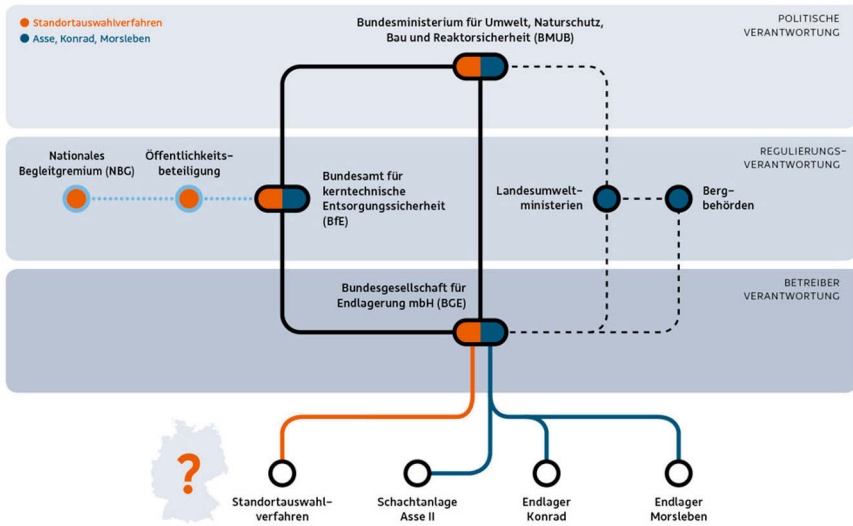 Standortauswahlverfahren
Asse, Konrad, Morsleben
Bundesministerium für Umwelt, Naturschutz,
Bau und Reaktorsicherheit (BMUB)
POLITISCHE
VERANTWORTUNG
Nationales
Begleitgremium (NBG)
Öffentlichkeits-
beteiligung
Bundesamt für
kerntechnische
Entsorgungssicherheit
(BfE)
Landesumwelt-
ministerien
Berg-
behörden
REGULIERUNGS-
VERANTWORTUNG
Bundesgesellschaft für
Endlagerung mbH (BGE)
BETREIBER
VERANTWORTUNG
?
Standortauswahl-
verfahren
Schachtanlage
Asse II
Endlager
Konrad
Endlager
Morsleben